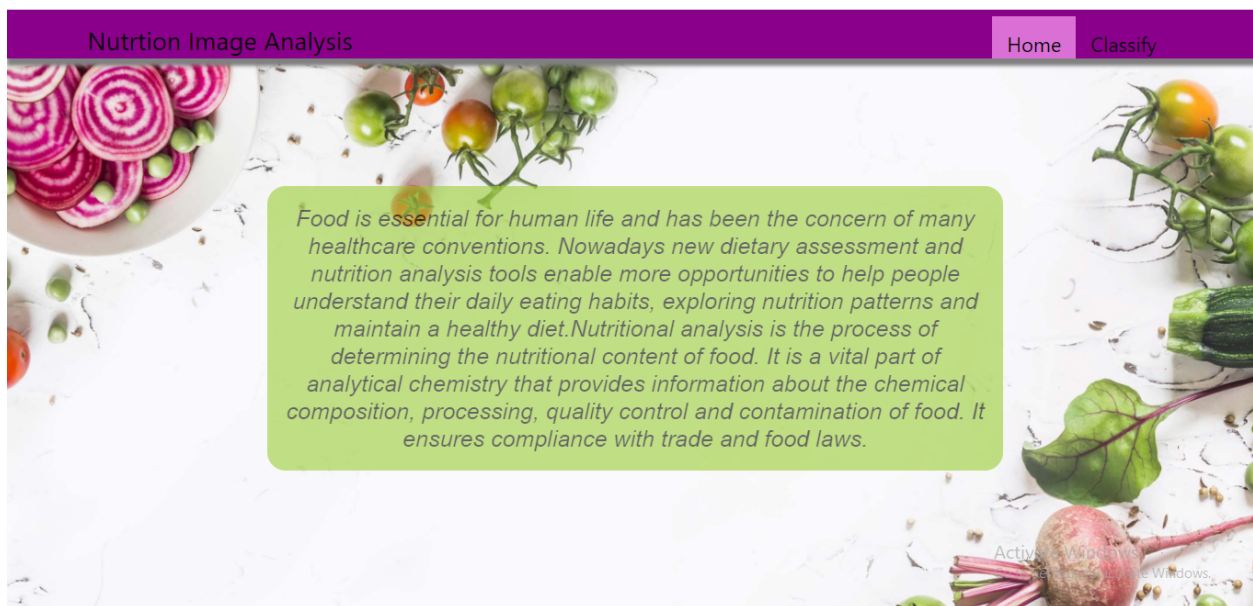 Nutrtion Image Analysis
Home
Classify
Food is essential for human life and has been the concern of many
healthcare conventions. Nowadays new dietary assessment and
nutrition analysis tools enable more opportunities to help people
understand their daily eating habits, exploring nutrition patterns and
maintain a healthy diet.Nutritional analysis is the process of
determining the nutritional content of food. It is a vital part of
analytical chemistry that provides information about the chemical
composition, processing, quality control and contamination of food. It
ensures compliance with trade and food laws.
Activate Windows
Windows.